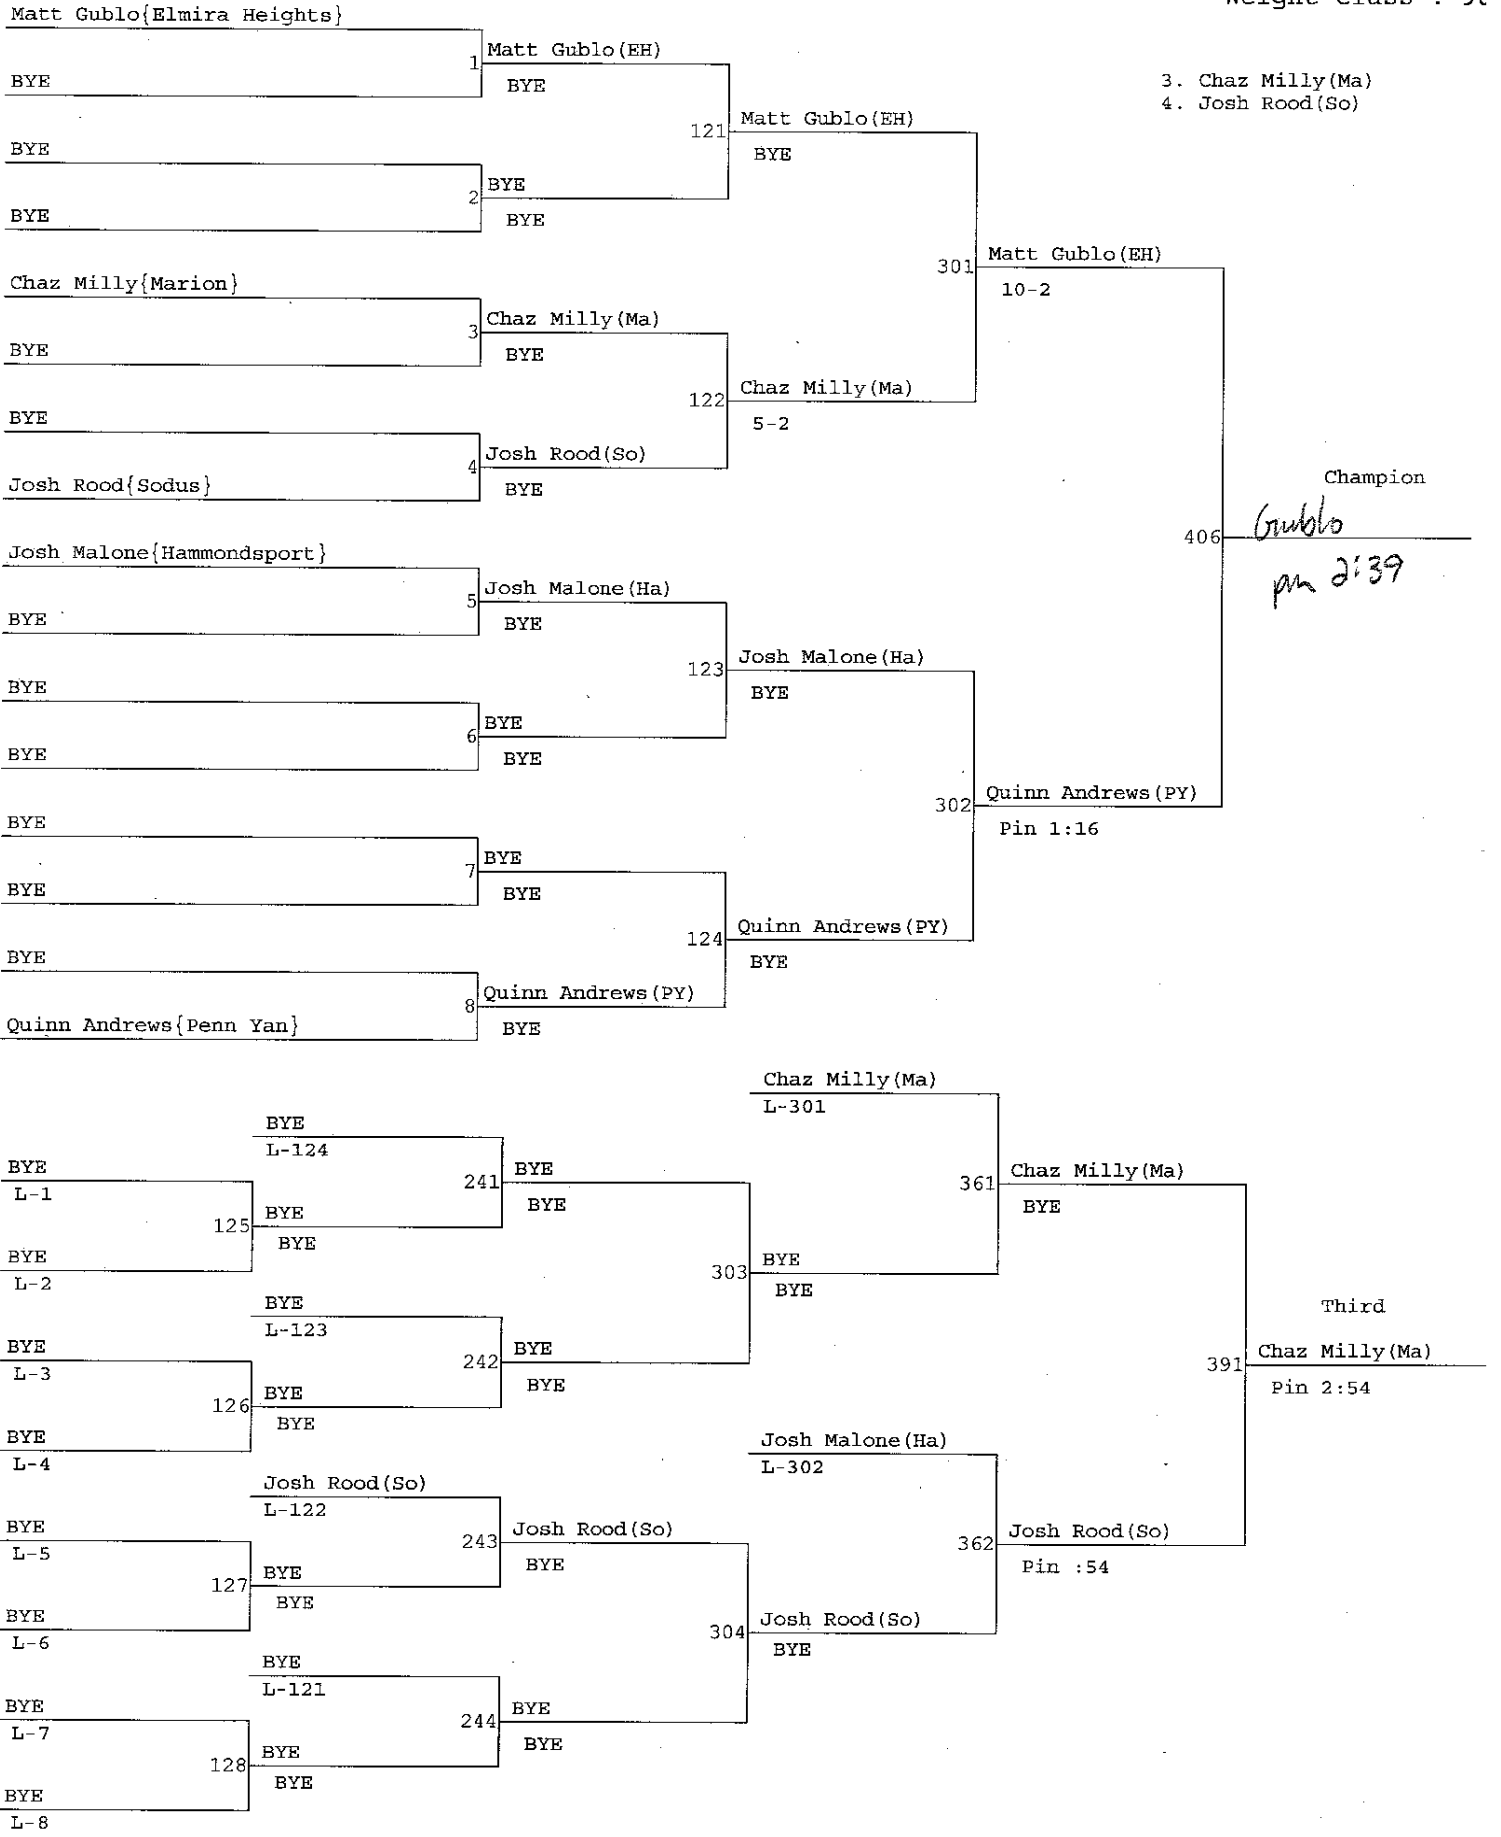 Weight Class :
Matt Gublo{Elmira Heights}
1 Matt Gublo(EH)
BYE
BYE
3. Chaz Milly(Ma)
4. Josh Rood(So)
121 Matt Gublo(EH)
BYE
BYE
2 BYE
BYE
BYE
301 Matt Gublo(EH)
10-2
Chaz Milly{Marion}
3 Chaz Milly(Ma)
BYE
BYE
122 Chaz Milly(Ma)
5-2
BYE
4 Josh Rood(So)
BYE
Josh Rood{Sodus}
Champion
406 Gublo
pin 2:39
Josh Malone{Hammondsport}
5 Josh Malone(Ha)
BYE
BYE
123 Josh Malone(Ha)
BYE
BYE
6 BYE
BYE
BYE
302 Quinn Andrews(PY)
Pin 1:16
BYE
7 BYE
BYE
BYE
124 Quinn Andrews(PY)
BYE
BYE
8 Quinn Andrews(PY)
BYE
Quinn Andrews{Penn Yan}
Chaz Milly(Ma)
L-301
BYE
L-124
BYE
L-1
241 BYE
BYE
361 Chaz Milly(Ma)
BYE
125 BYE
BYE
BYE
L-2
303 BYE
BYE
BYE
L-123
Third
BYE
L-3
242 BYE
BYE
391 Chaz Milly(Ma)
Pin 2:54
126 BYE
BYE
BYE
L-4
Josh Malone(Ha)
L-302
Josh Rood(So)
L-122
BYE
L-5
243 Josh Rood(So)
BYE
362 Josh Rood(So)
Pin :54
127 BYE
BYE
BYE
L-6
304 Josh Rood(So)
BYE
BYE
L-121
BYE
L-7
244 BYE
BYE
128 BYE
BYE
BYE
L-8